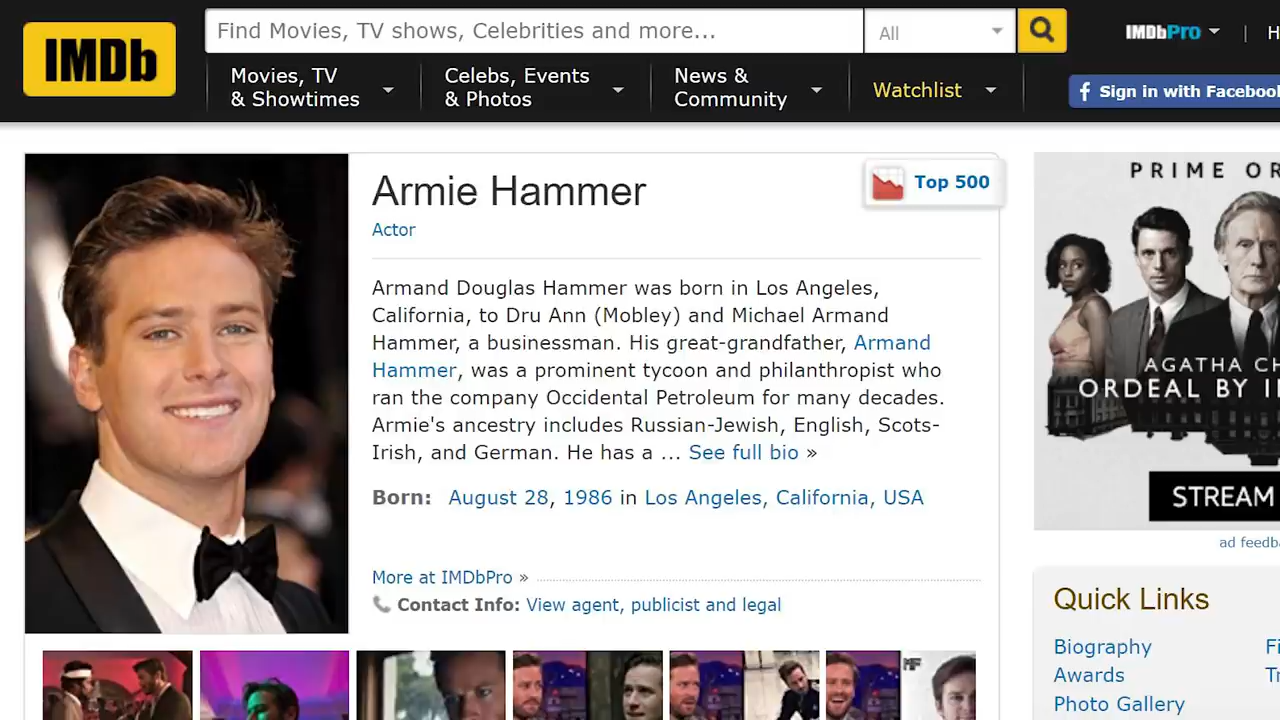 IMDb
Find Movies, TV shows, Celebrities and more...
All
IMDbPro
Movies, TV
& Showtimes
Celebs, Events
& Photos
News &
Community
Watchlist
f Sign in with Facebook
Armie Hammer
Top 500
Actor
Armand Douglas Hammer was born in Los Angeles,
California, to Dru Ann (Mobley) and Michael Armand
Hammer, a businessman. His great-grandfather, Armand
Hammer, was a prominent tycoon and philanthropist who
ran the company Occidental Petroleum for many decades.
Armie's ancestry includes Russian-Jewish, English, Scots-
Irish, and German. He has a ... See full bio »
Born: August 28, 1986 in Los Angeles, California, USA
More at IMDbPro »
Contact Info: View agent, publicist and legal
PRIME OR
AGATHA CH
ORDEAL BY I
STREAM
ad feedba
Quick Links
Biography
Awards
Photo Gallery